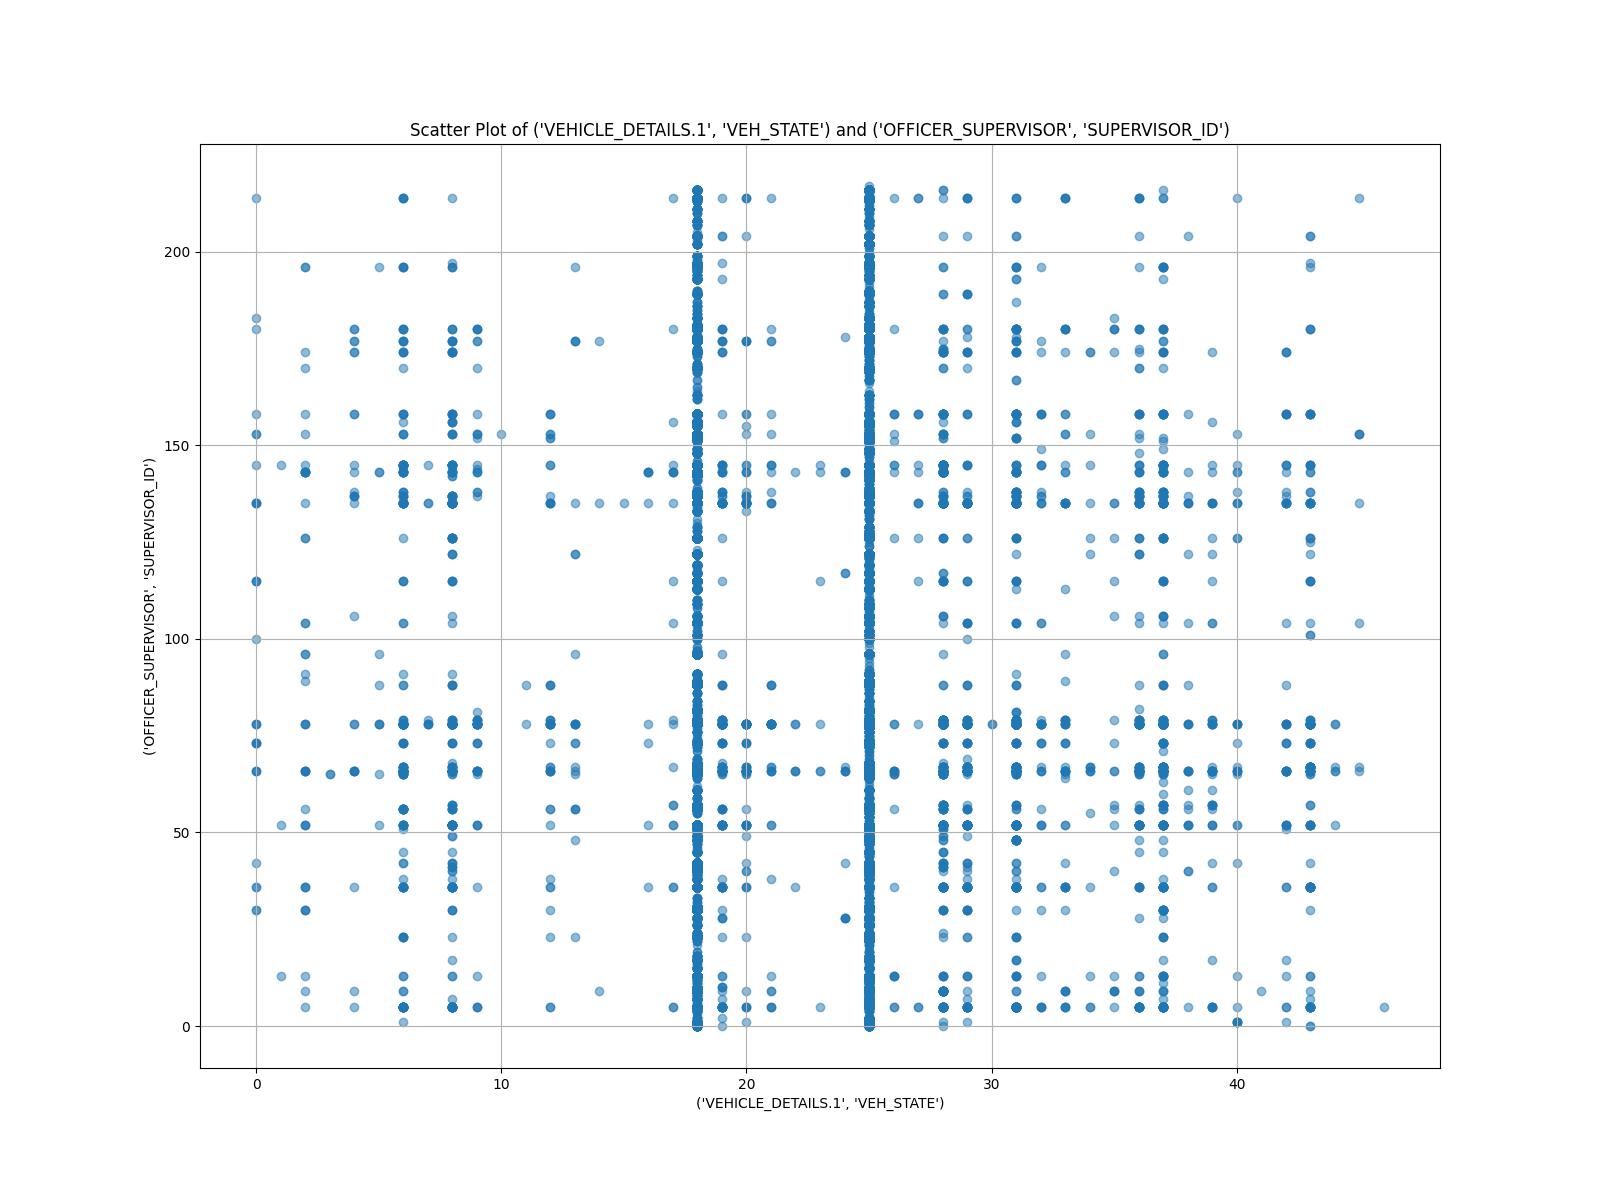 Scatter Plot of ('VEHICLE_DETAILS.1', 'VEH_STATE') and ('OFFICER_SUPERVISOR', 'SUPERVISOR_ID')
('OFFICER_SUPERVISOR', 'SUPERVISOR_ID')
200
150
100
50
0
0 10 20 30 40
('VEHICLE_DETAILS.1', 'VEH_STATE')